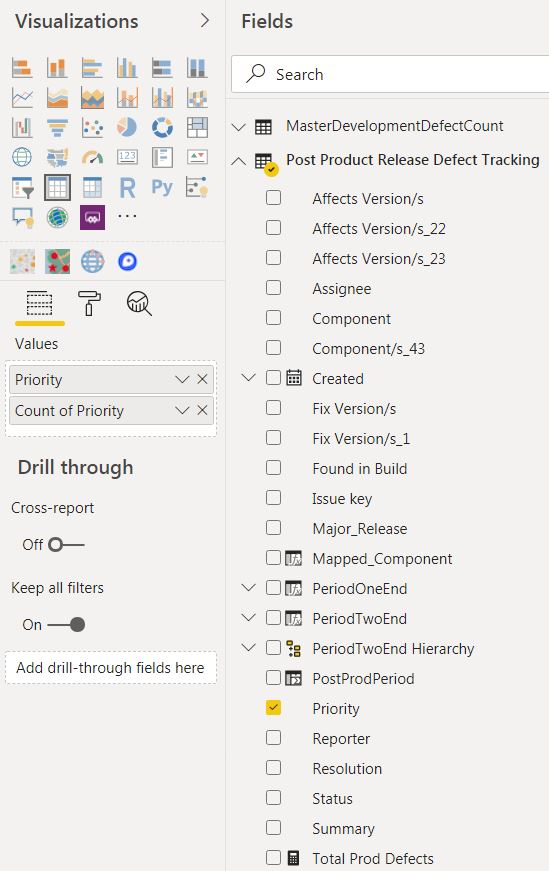 Visualizations
123
R
Py
Values
Priority
Count of Priority
Drill through
Cross-report
Off
Keep all filters
On
Add drill-through fields here
Fields
Search
MasterDevelopmentDefectCount
Post Product Release Defect Tracking
Affects Version/s
Affects Version/s_22
Affects Version/s_23
Assignee
Component
Component/s_43
Created
Fix Version/s
Fix Version/s_1
Found in Build
Issue key
Major_Release
Mapped_Component
PeriodOneEnd
PeriodTwoEnd
PeriodTwoEnd Hierarchy
PostProdPeriod
Priority
Reporter
Resolution
Status
Summary
Total Prod Defects